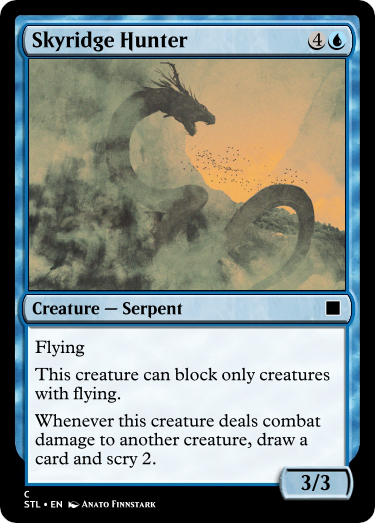 Skyridge Hunter 4
Creature — Serpent
Flying
This creature can block only creatures
with flying.
Whenever this creature deals combat
damage to another creature, draw a
card and scry 2.
3/3
C
STL • EN Anato Finnstark